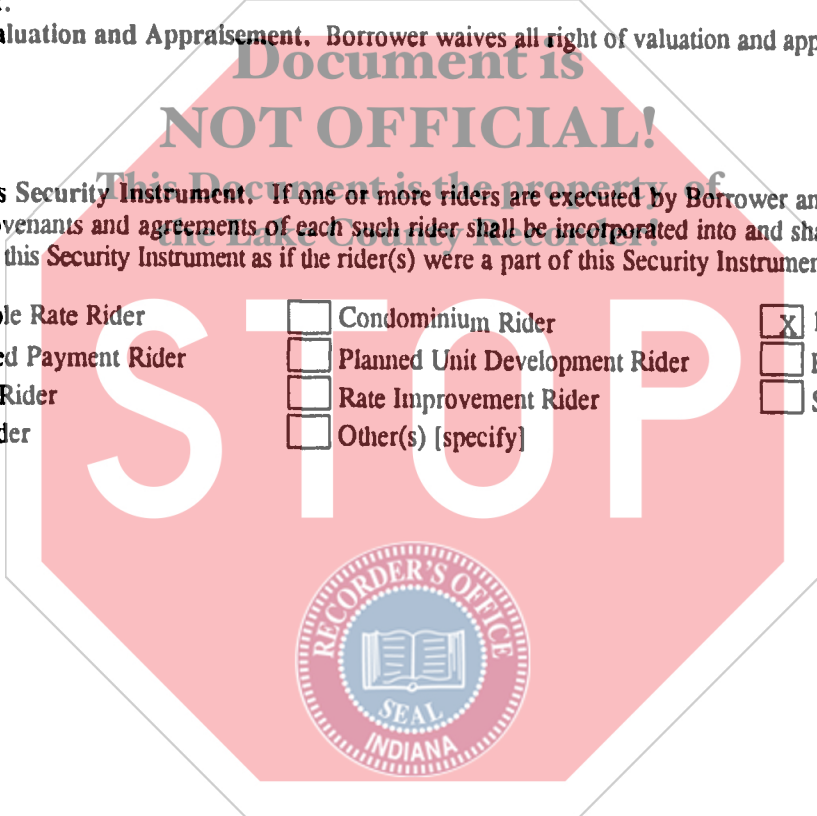 aluation and Appraisement. Borrower waives all right of valuation and app
Document is
NOT OFFICIAL!
This Document is the property of
s Security Instrument. If one or more riders are executed by Borrower an
venants and agreements of each such rider shall be incorporated into and sha
the Lake County Recorder!
this Security Instrument as if the rider(s) were a part of this Security Instrumen
le Rate Rider Condominium Rider X
ed Payment Rider Planned Unit Development Rider
Rider Rate Improvement Rider
der Other(s) [specify]
STOP
RECORDER'S OFFICE
SEAL
INDIANA